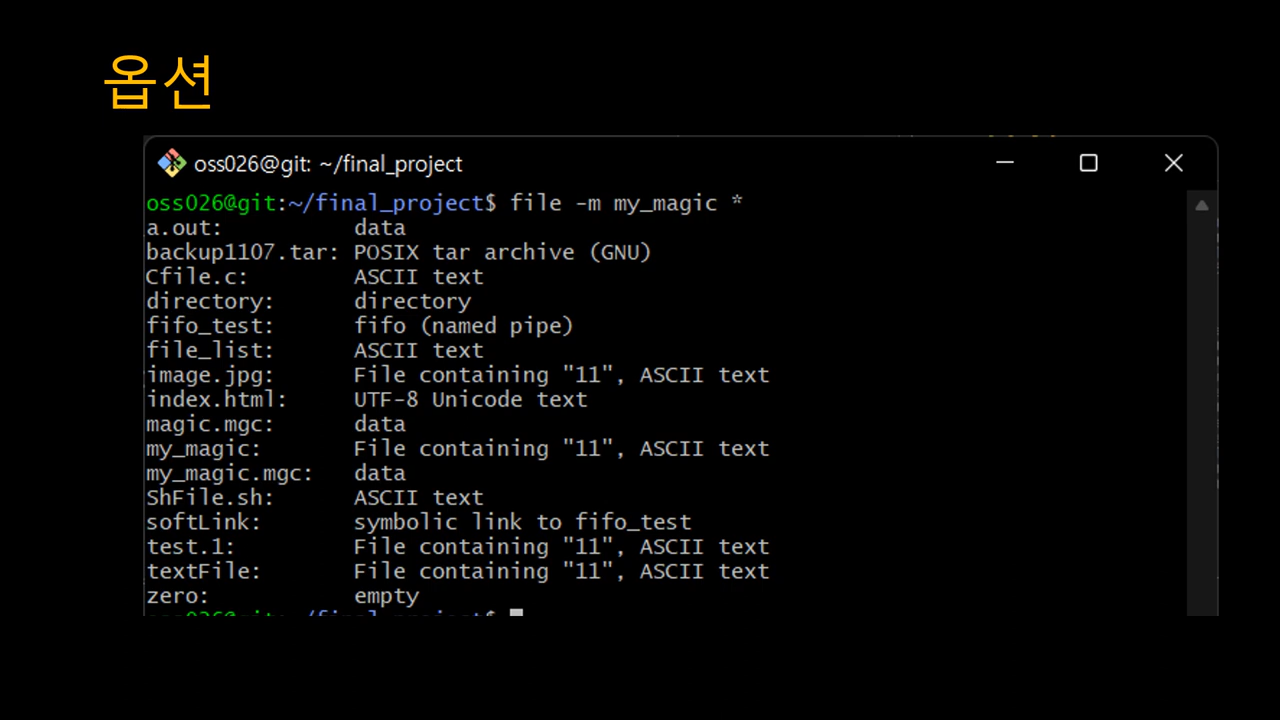 옵션
oss026@git: ~/final_project
oss026@git:~/final_project$ file -m my_magic *
a.out: data
backup1107.tar: POSIX tar archive (GNU)
Cfile.c: ASCII text
directory: directory
fifo_test: fifo (named pipe)
file_list: ASCII text
image.jpg: File containing "11", ASCII text
index.html: UTF-8 Unicode text
magic.mgc: data
my_magic: File containing "11", ASCII text
my_magic.mgc: data
ShFile.sh: ASCII text
softLink: symbolic link to fifo_test
test.1: File containing "11", ASCII text
textFile: File containing "11", ASCII text
zero: empty
oss026@git:~/final_project$